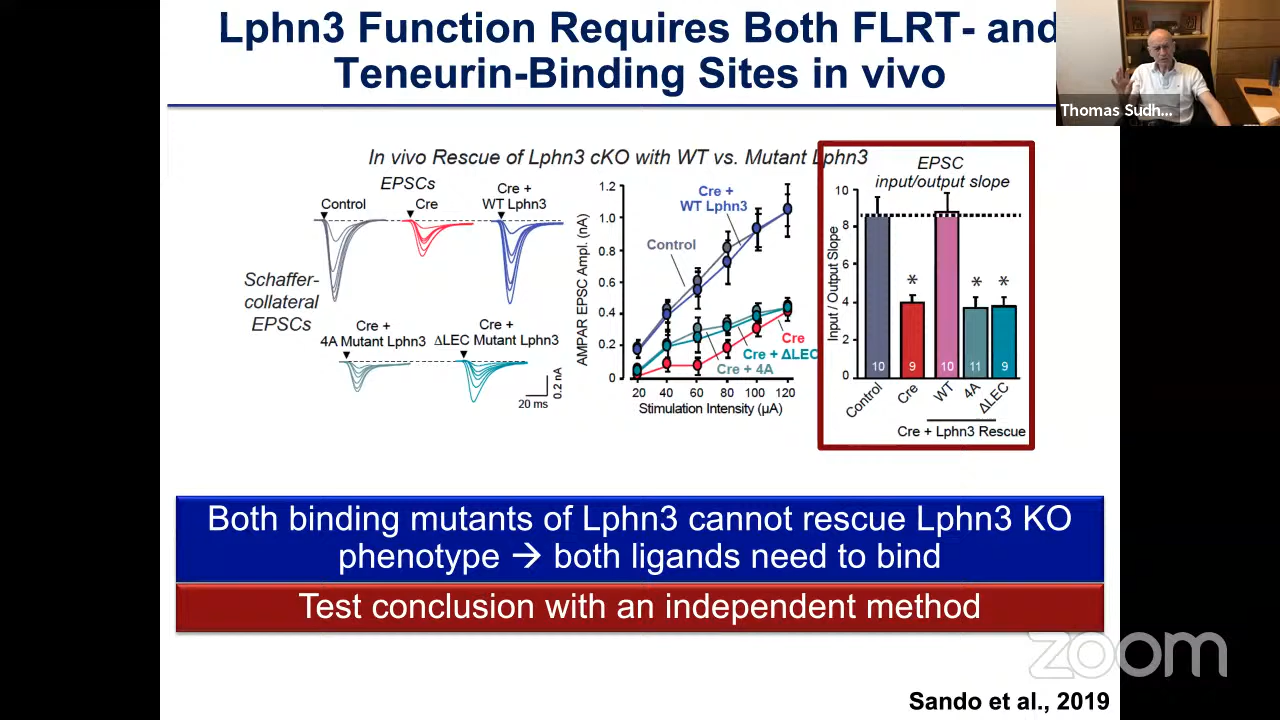 Lphn3 Function Requires Both FLRT- and
Teneurin-Binding Sites in vivo
Thomas Sudh...
In vivo Rescue of Lphn3 cKO with WT vs. Mutant Lphn3
EPSCs
Control
Cre
Cre +
WT Lphn3
Schaffer-
collateral
EPSCs
Cre +
4A Mutant Lphn3
Cre +
ΔLEC Mutant Lphn3
20 ms
0.2 nA
AMPAR EPSC Ampl. (nA)
1.2
1.0
0.8
0.6
0.4
0.2
0
Cre +
WT Lphn3
Control
Cre
Cre + ΔLEC
Cre + 4A
20 40 60 80 100 120
Stimulation Intensity (µA)
EPSC
input/output slope
Input / Output Slope
10
8
6
4
2
0
* * *
10 9 10 11 9
Control Cre WT 4A ΔLEC
Cre + Lphn3 Rescue
Both binding mutants of Lphn3 cannot rescue Lphn3 KO
phenotype → both ligands need to bind
Test conclusion with an independent method
zoom
Sando et al., 2019